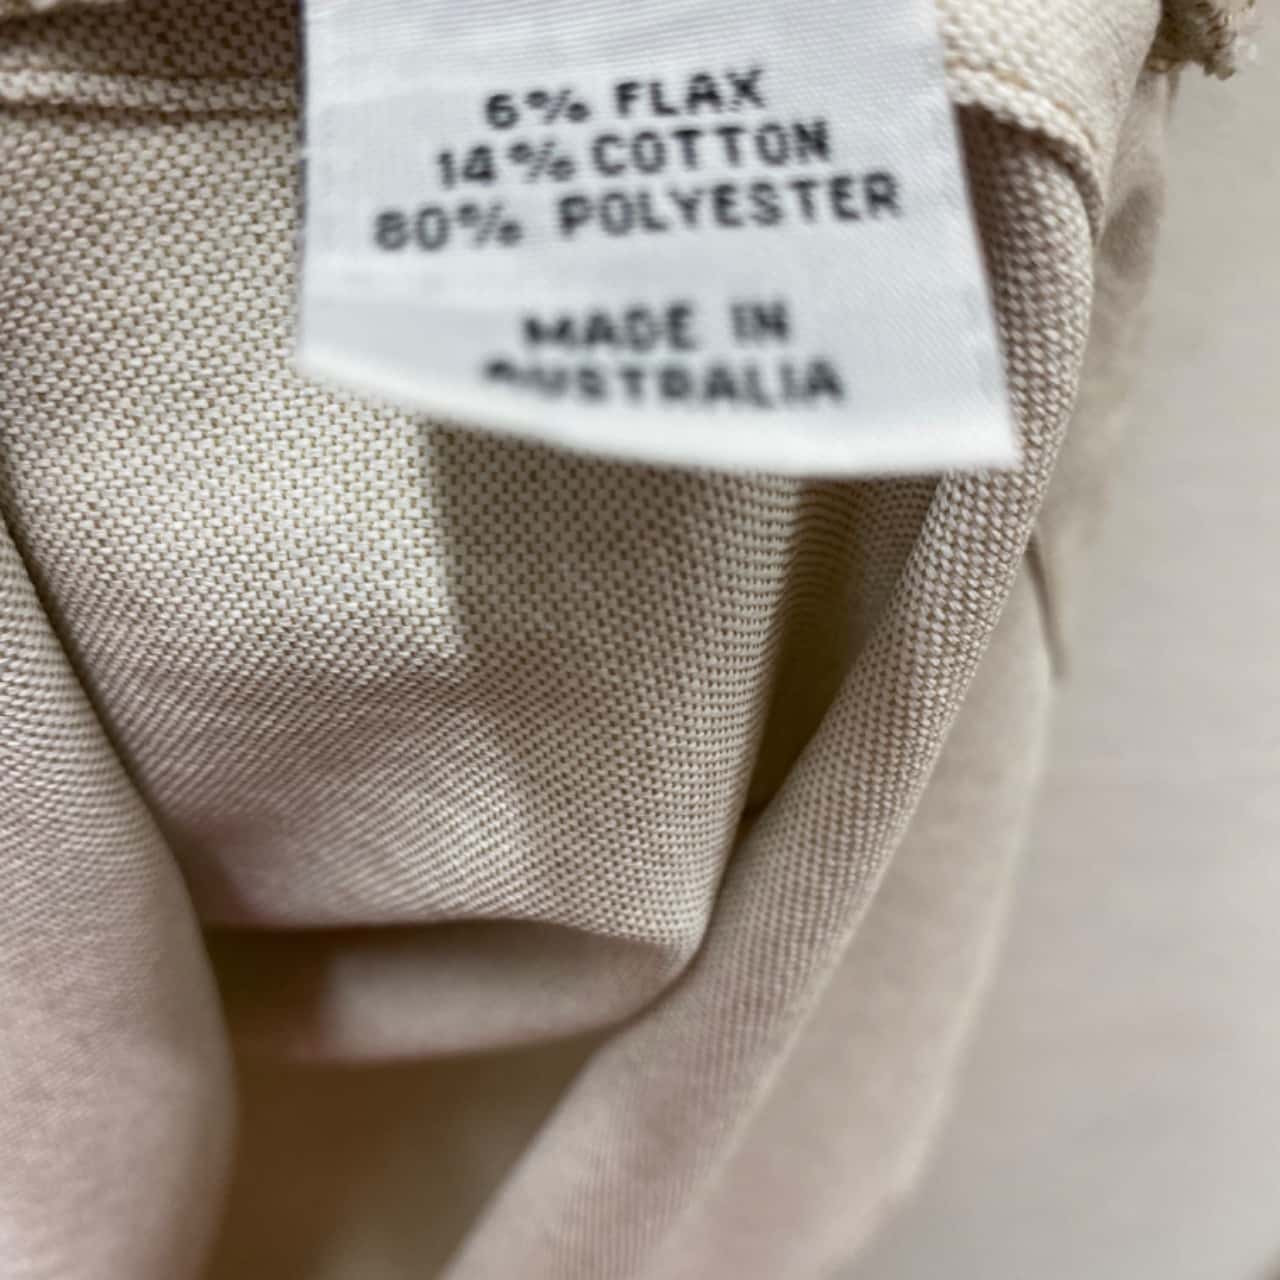 6% FLAX
14% COTTON
80% POLYESTER
MADE IN
AUSTRALIA